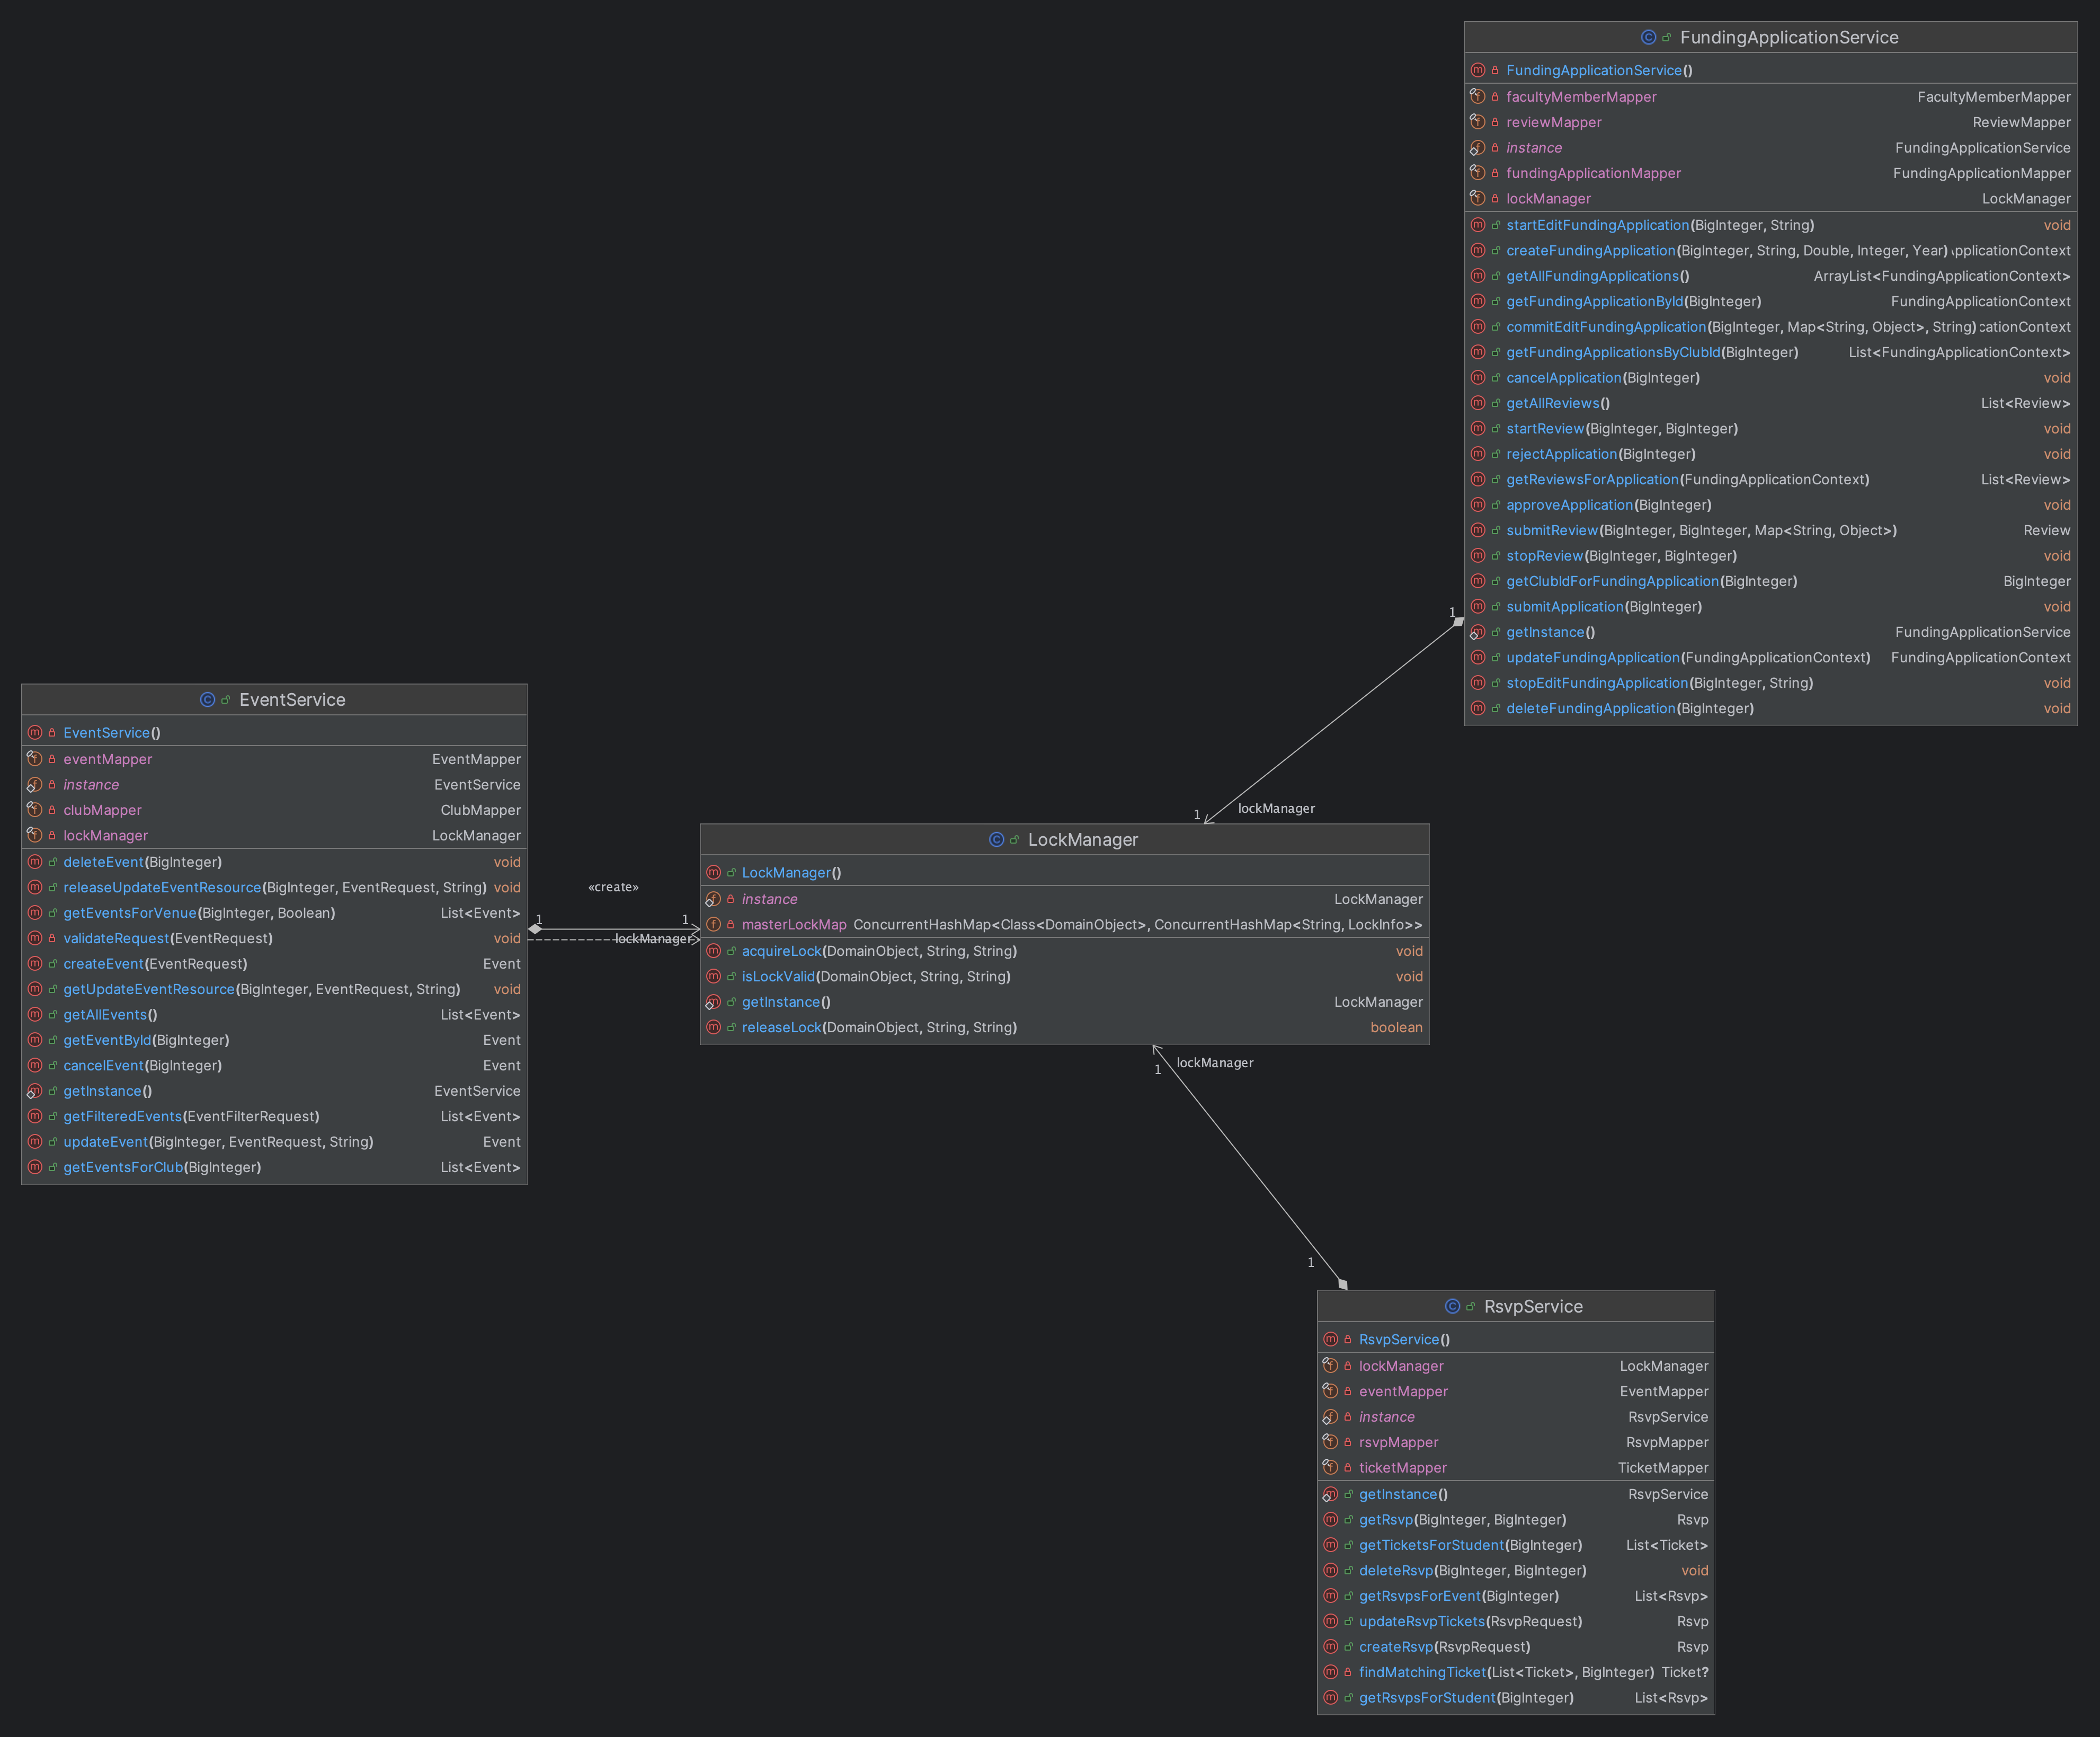 FundingApplicationService
FundingApplicationService()
facultyMemberMapper FacultyMemberMapper
reviewMapper ReviewMapper
instance FundingApplicationService
fundingApplicationMapper FundingApplicationMapper
lockManager LockManager
startEditFundingApplication(BigInteger, String) void
createFundingApplication(BigInteger, String, Double, Integer, Year) pplicationContext
getAllFundingApplications() ArrayList<FundingApplicationContext>
getFundingApplicationById(BigInteger) FundingApplicationContext
commitEditFundingApplication(BigInteger, Map<String, Object>, String) cationContext
getFundingApplicationsByClubId(BigInteger) List<FundingApplicationContext>
cancelApplication(BigInteger) void
getAllReviews() List<Review>
startReview(BigInteger, BigInteger) void
rejectApplication(BigInteger) void
getReviewsForApplication(FundingApplicationContext) List<Review>
approveApplication(BigInteger) void
submitReview(BigInteger, BigInteger, Map<String, Object>) Review
stopReview(BigInteger, BigInteger) void
getClubIdForFundingApplication(BigInteger) BigInteger
submitApplication(BigInteger) void
getInstance() FundingApplicationService
updateFundingApplication(FundingApplicationContext) FundingApplicationContext
stopEditFundingApplication(BigInteger, String) void
deleteFundingApplication(BigInteger) void
1
1 lockManager
EventService
EventService()
eventMapper EventMapper
instance EventService
clubMapper ClubMapper
lockManager LockManager
deleteEvent(BigInteger) void
releaseUpdateEventResource(BigInteger, EventRequest, String) void
getEventsForVenue(BigInteger, Boolean) List<Event>
validateRequest(EventRequest) void
createEvent(EventRequest) Event
getUpdateEventResource(BigInteger, EventRequest, String) void
getAllEvents() List<Event>
getEventById(BigInteger) Event
cancelEvent(BigInteger) Event
getInstance() EventService
getFilteredEvents(EventFilterRequest) List<Event>
updateEvent(BigInteger, EventRequest, String) Event
getEventsForClub(BigInteger) List<Event>
«create»
1 1
lockManager
LockManager
LockManager()
instance LockManager
masterLockMap ConcurrentHashMap<Class<DomainObject>, ConcurrentHashMap<String, LockInfo>>
acquireLock(DomainObject, String, String) void
isLockValid(DomainObject, String, String) void
getInstance() LockManager
releaseLock(DomainObject, String, String) boolean
1 lockManager
1
RsvpService
RsvpService()
lockManager LockManager
eventMapper EventMapper
instance RsvpService
rsvpMapper RsvpMapper
ticketMapper TicketMapper
getInstance() RsvpService
getRsvp(BigInteger, BigInteger) Rsvp
getTicketsForStudent(BigInteger) List<Ticket>
deleteRsvp(BigInteger, BigInteger) void
getRsvpsForEvent(BigInteger) List<Rsvp>
updateRsvpTickets(RsvpRequest) Rsvp
createRsvp(RsvpRequest) Rsvp
findMatchingTicket(List<Ticket>, BigInteger) Ticket?
getRsvpsForStudent(BigInteger) List<Rsvp>